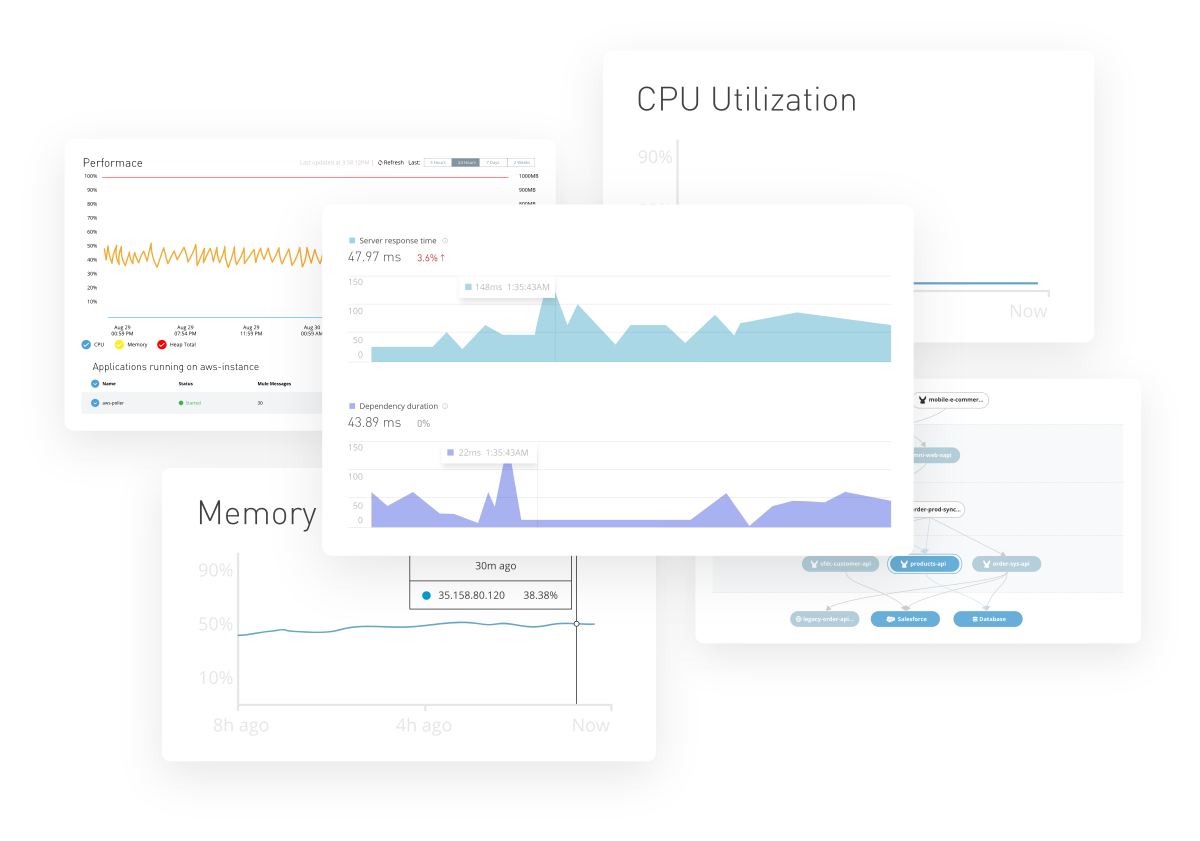 CPU Utilization
90%
Now
Performace
Last updated at 3:58:12PM | Refresh Last: 3 Hours 24 Hours 7 Days 2 Weeks
100% 1000MB
90% 900MB
80% 800MB
70%
60%
50%
40%
30%
20%
10%
Aug 29 Aug 29 Aug 29 Aug 30
00:59 PM 07:54 PM 11:59 PM 00:59 AM
CPU Memory Heap Total
Applications running on aws-instance
Name Status Mule Messages
aws-poller Started 30
Server response time
47.97 ms 3.6% ↑
150
148ms 1:35:43AM
100
50
0
Dependency duration
43.89 ms 0%
150
22ms 1:35:43AM
100
50
0
mobile-e-commer...
mni-web-xapi
order-prod-sync...
sfdc-customer-api products-api order-sys-api
legacy-order-api... Salesforce Database
Memory
90%
30m ago
35.158.80.120 38.38%
50%
10%
8h ago 4h ago Now